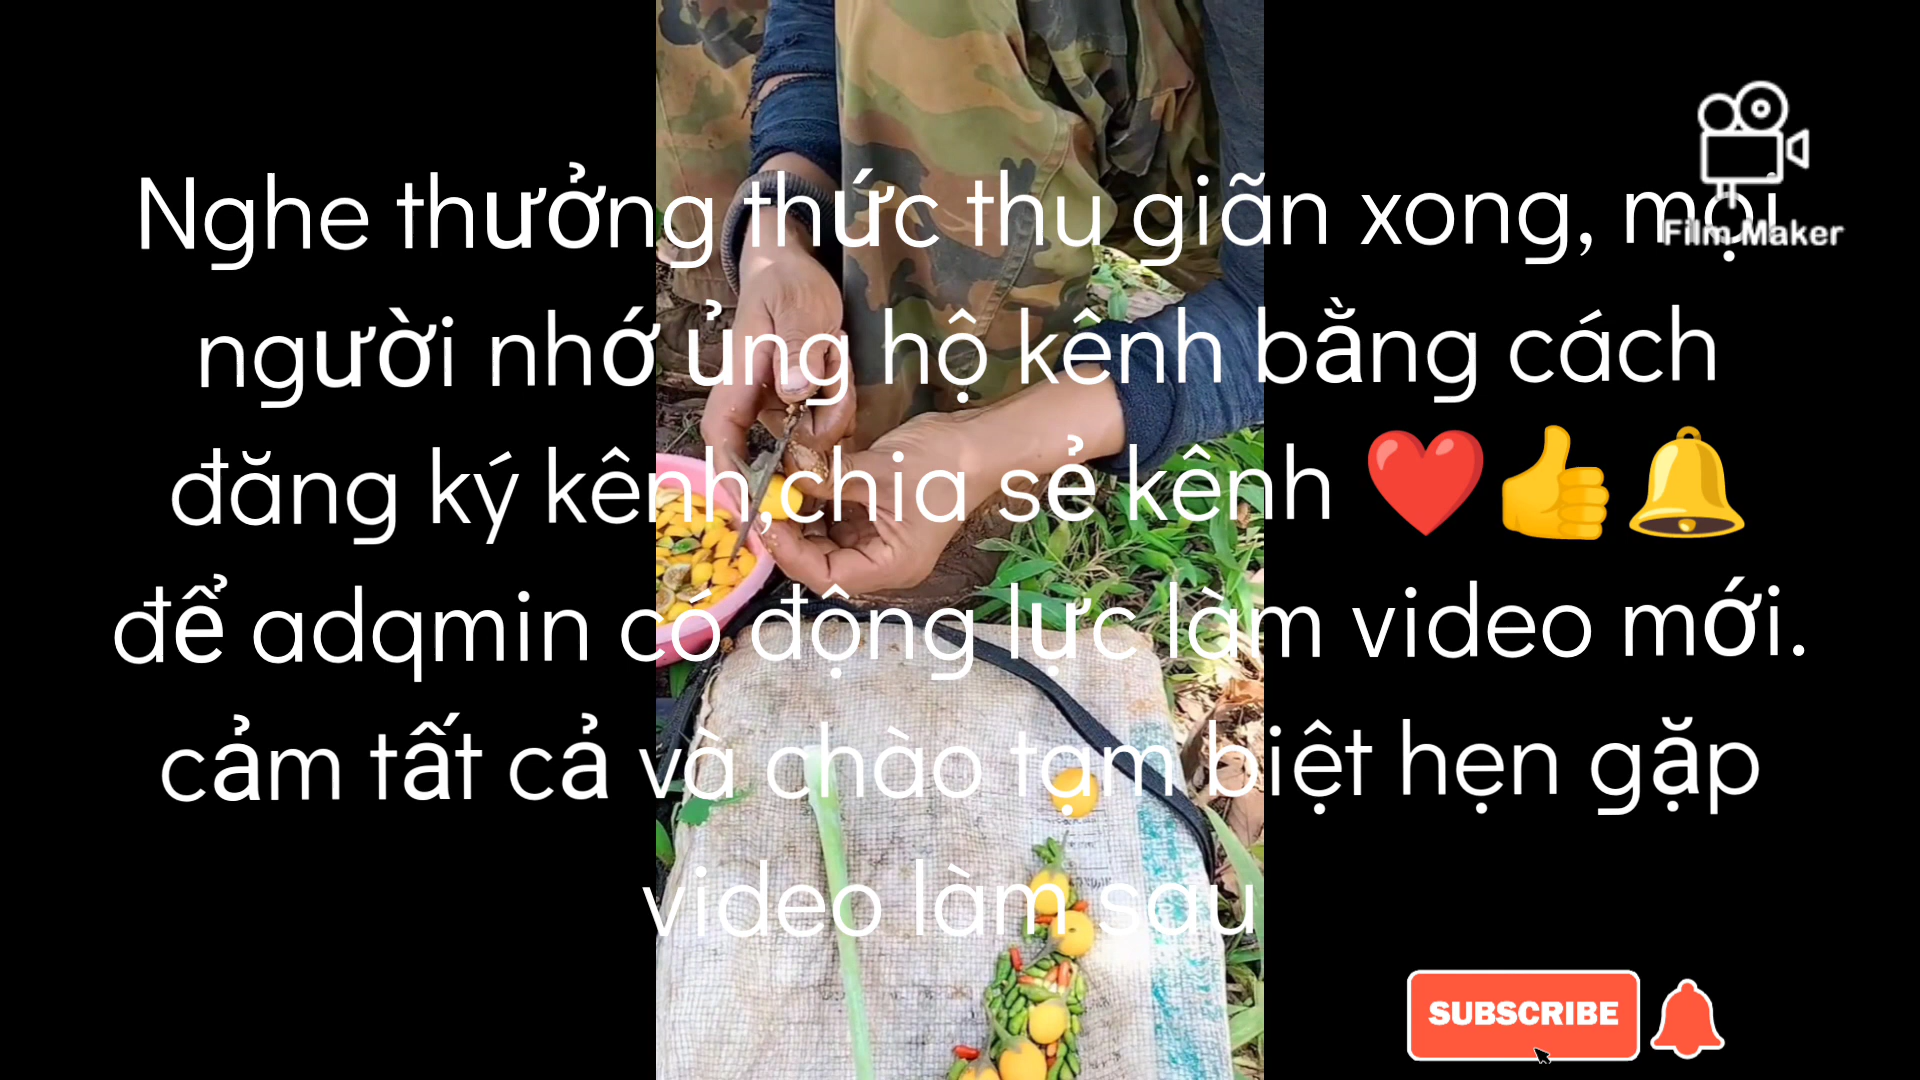 Nghe thưởng thức thu giãn xong, mọi
Film Maker
người nhớ ủng hộ kênh bằng cách
đăng ký kênh,chia sẻ kênh ❤️👍🔔
để adqmin có động lực làm video mới.
cảm tất cả và chào tạm biệt hẹn gặp
video làm sau
SUBSCRIBE